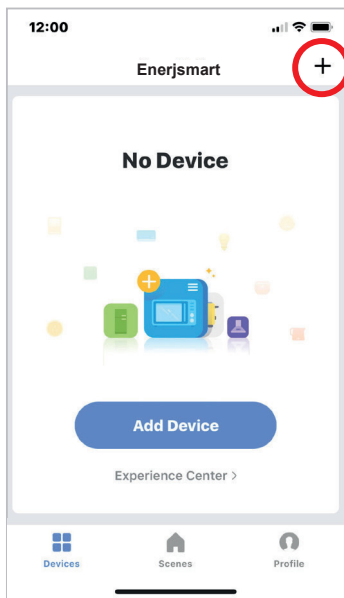 12:00
Enerjsmart
+
No Device
Add Device
Experience Center >
Devices Scenes Profile